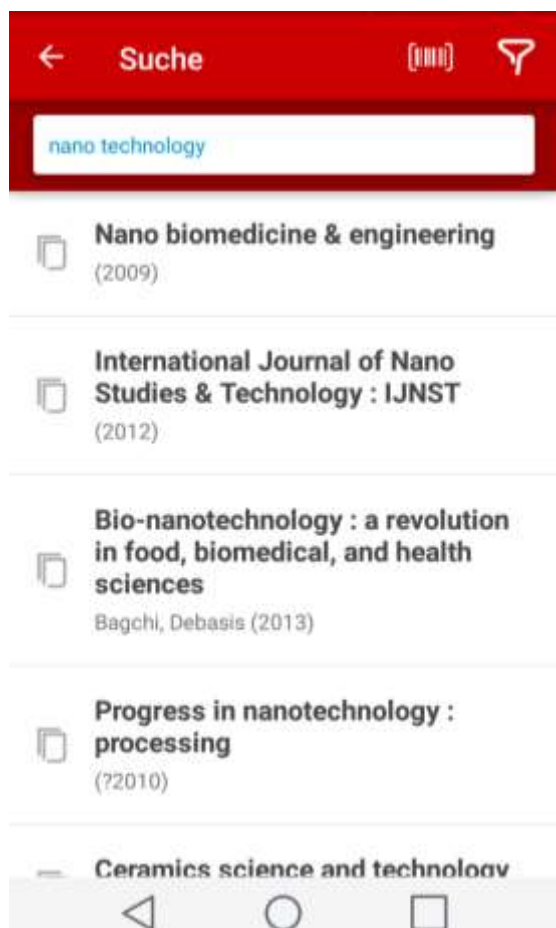 Suche
nano technology
Nano biomedicine & engineering
(2009)
International Journal of Nano
Studies & Technology : IJNST
(2012)
Bio-nanotechnology : a revolution
in food, biomedical, and health
sciences
Bagchi, Debasis (2013)
Progress in nanotechnology :
processing
(?2010)
Ceramics science and technology